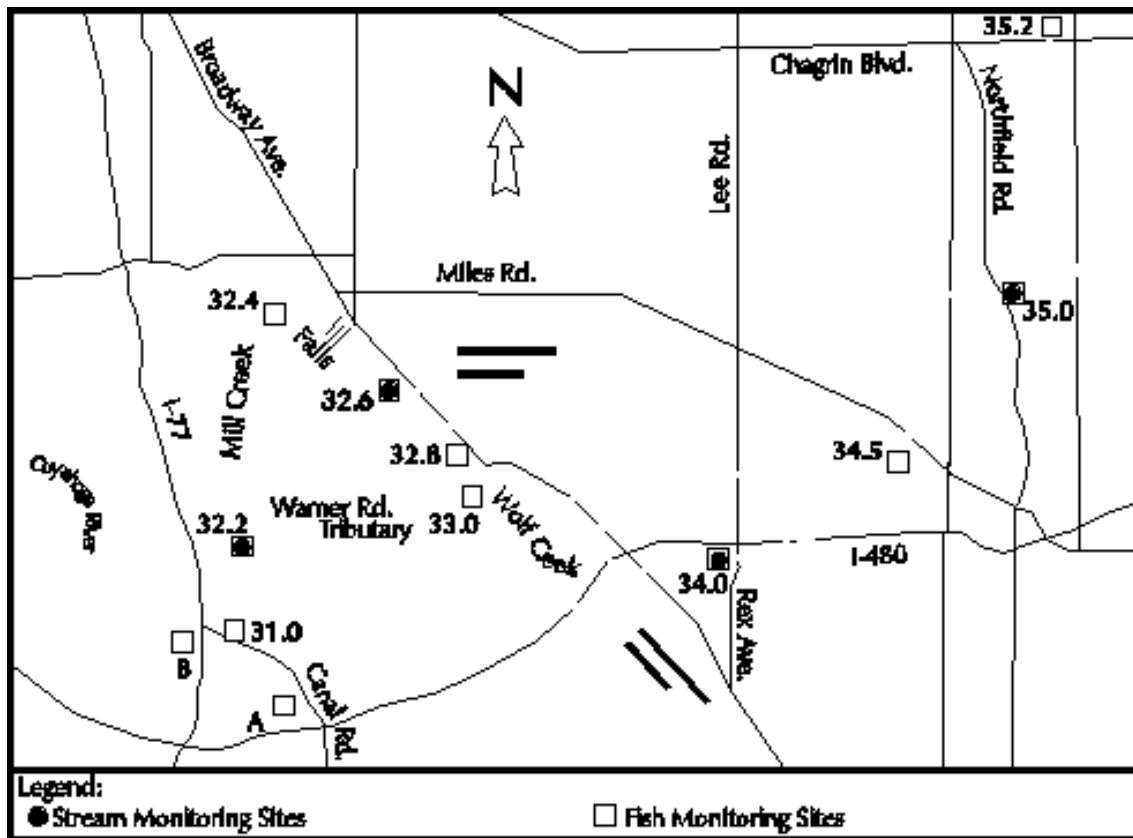 35.2
Chagrin Blvd.
Broadway Ave.
N
Northfield Rd.
Lee Rd.
Miles Rd.
32.4
35.0
Falls
Mill Creek
32.6
I-77
32.8
34.5
Cuyahoga River
33.0
Wolf Creek
Warner Rd.
Tributary
32.2
I-480
34.0
Rex Ave.
31.0
B
Canal Rd.
A
Legend:
Stream Monitoring Sites
Fish Monitoring Sites